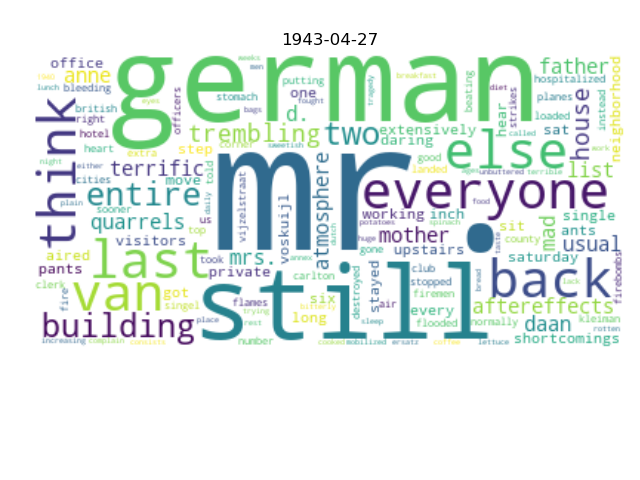 1943-04-27
german
mr.
still
everyone
else
last
back
think
van
building
entire
two
house
father
anne
office
bleeding
british
right
hotel
heart
extra
step
trembling
d.
one
putting
stomach
officers
eyes
weeks
men
fought
bags
tragedy
breakfast
beating
diet
strikes
hear
called
planes
loaded
sat
hospitalized
instead
neighborhood
list
extensively
daring
good
landed
corner
sweetish
terrific
move
told
daily
us
cities
either
night
plain
sooner
quarrels
visitors
top
took
mrs.
private
vijzelstraat
voskuijl
atmosphere
dutch
working
inch
mother
upstairs
potatoes
huge
food
unbuttered
terrible
ages
single
ants
mad
usual
work
sit
county
saturday
taste
spinach
club
stopped
firemen
every
flooded
normally
stayed
gone
air
destroyed
carlton
annex
six
long
bitterly
flames
trying
rest
number
got
singel
place
aired
pants
clerk
fire
increasing
complain
consists
cooked
mobilized
ersatz
coffee
lettuce
sleep
bread
aftereffects
daan
kleiman
rotten
shortcomings
firebombs
lack
lunch